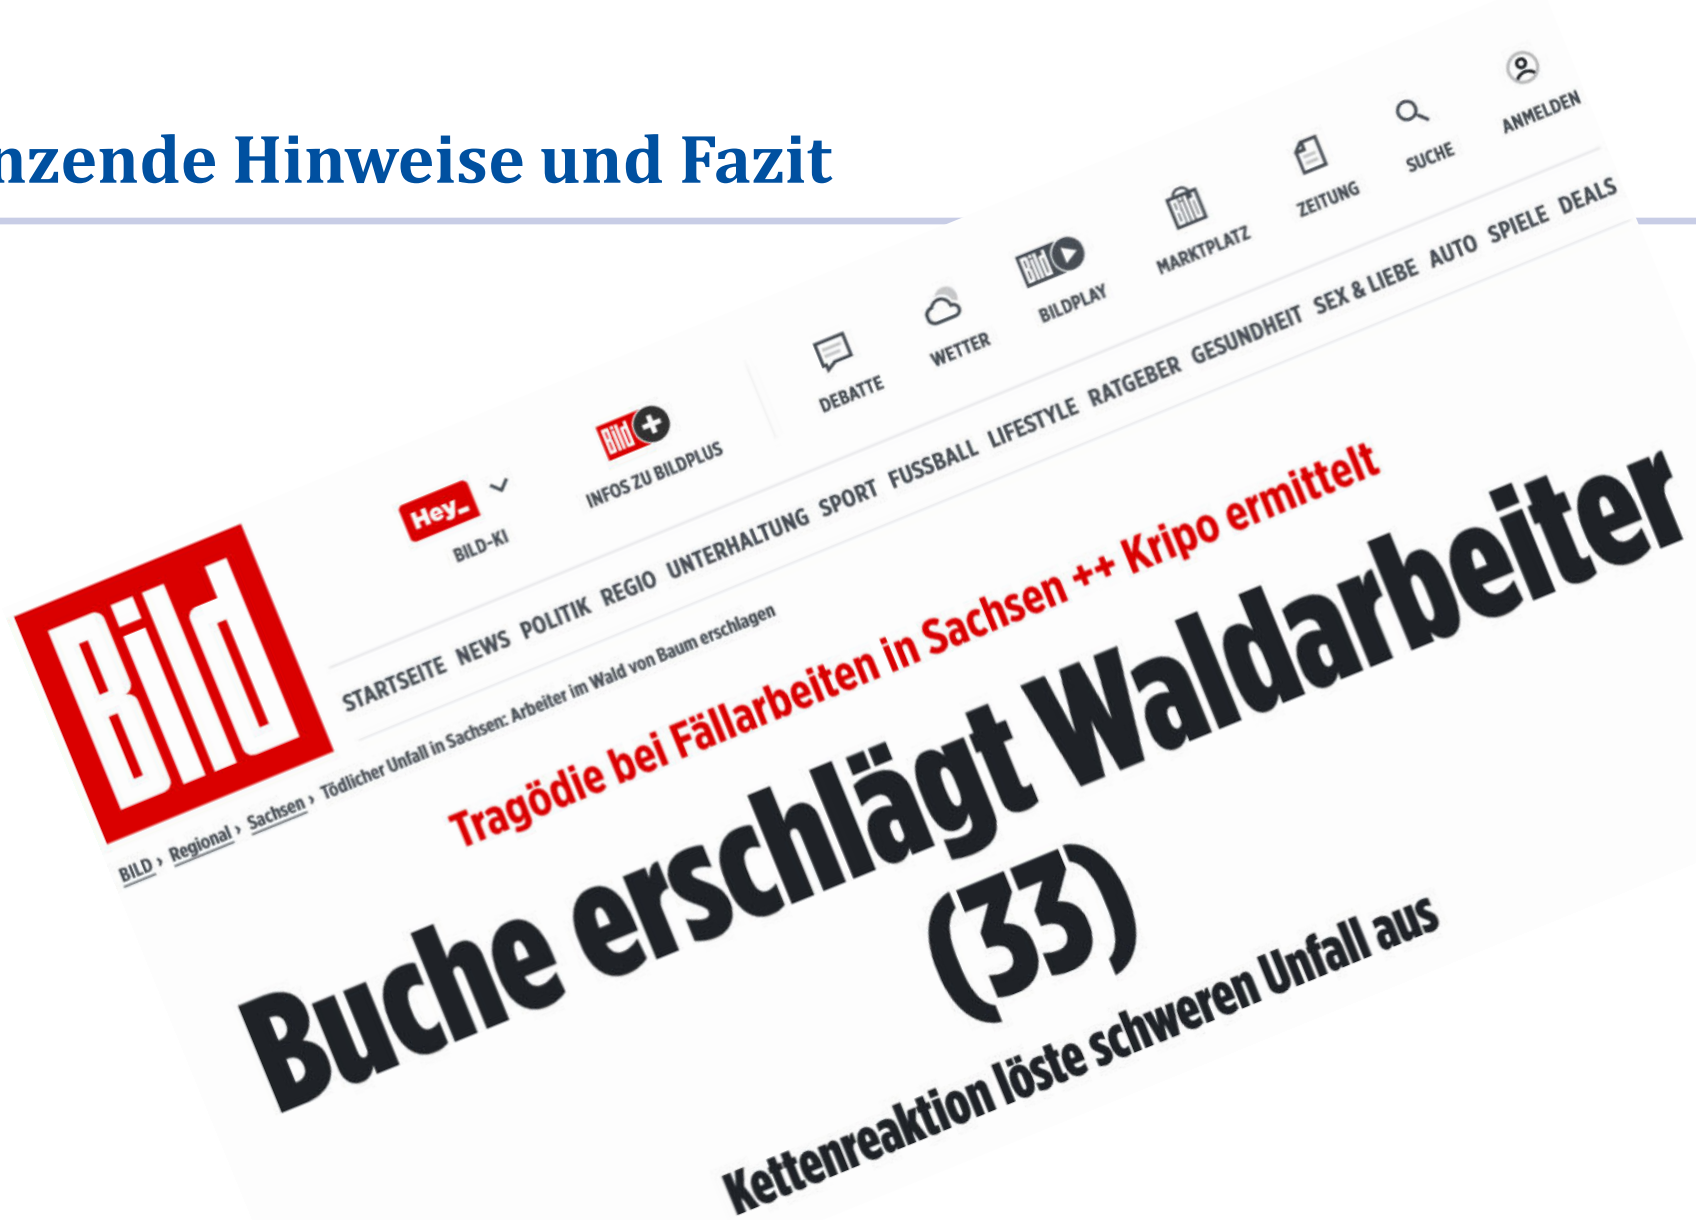 nzende Hinweise und Fazit
ANMELDEN
SUCHE
ZEITUNG
Bild
MARKTPLATZ
Bild
BILDPLAY
WETTER
DEBATTE
Bild
INFOS ZU BILDPLUS
Hey_
BILD-KI
STARTSEITE NEWS POLITIK REGIO UNTERHALTUNG SPORT FUSSBALL LIFESTYLE RATGEBER GESUNDHEIT SEX & LIEBE AUTO SPIELE DEALS
Bild
BILD › Regional › Sachsen › Tödlicher Unfall in Sachsen: Arbeiter im Wald von Baum erschlagen
Tragödie bei Fällarbeiten in Sachsen ++ Kripo ermittelt
Buche erschlägt Waldarbeiter
(33)
Kettenreaktion löste schweren Unfall aus